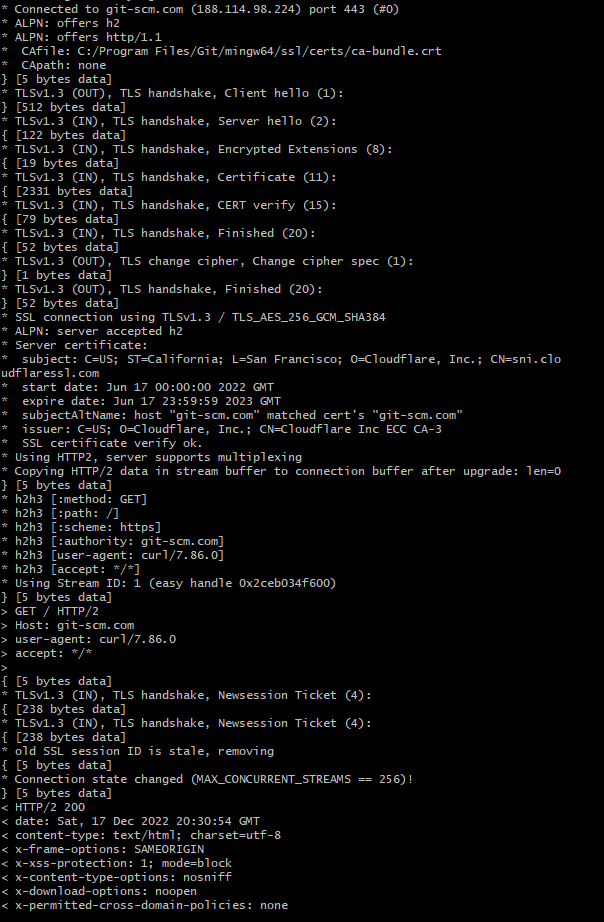 * Connected to git-scm.com (188.114.98.224) port 443 (#0)
* ALPN: offers h2
* ALPN: offers http/1.1
*  CAfile: C:/Program Files/Git/mingw64/ssl/certs/ca-bundle.crt
*  CApath: none
} [5 bytes data]
* TLSv1.3 (OUT), TLS handshake, Client hello (1):
} [512 bytes data]
* TLSv1.3 (IN), TLS handshake, Server hello (2):
{ [122 bytes data]
* TLSv1.3 (IN), TLS handshake, Encrypted Extensions (8):
{ [19 bytes data]
* TLSv1.3 (IN), TLS handshake, Certificate (11):
{ [2331 bytes data]
* TLSv1.3 (IN), TLS handshake, CERT verify (15):
{ [79 bytes data]
* TLSv1.3 (IN), TLS handshake, Finished (20):
{ [52 bytes data]
* TLSv1.3 (OUT), TLS change cipher, Change cipher spec (1):
} [1 bytes data]
* TLSv1.3 (OUT), TLS handshake, Finished (20):
} [52 bytes data]
* SSL connection using TLSv1.3 / TLS_AES_256_GCM_SHA384
* ALPN: server accepted h2
* Server certificate:
*  subject: C=US; ST=California; L=San Francisco; O=Cloudflare, Inc.; CN=sni.clo
udflaressl.com
*  start date: Jun 17 00:00:00 2022 GMT
*  expire date: Jun 17 23:59:59 2023 GMT
*  subjectAltName: host "git-scm.com" matched cert's "git-scm.com"
*  issuer: C=US; O=Cloudflare, Inc.; CN=Cloudflare Inc ECC CA-3
*  SSL certificate verify ok.
* Using HTTP2, server supports multiplexing
* Copying HTTP/2 data in stream buffer to connection buffer after upgrade: len=0
} [5 bytes data]
* h2h3 [:method: GET]
* h2h3 [:path: /]
* h2h3 [:scheme: https]
* h2h3 [:authority: git-scm.com]
* h2h3 [user-agent: curl/7.86.0]
* h2h3 [accept: */*]
* Using Stream ID: 1 (easy handle 0x2ceb034f600)
} [5 bytes data]
> GET / HTTP/2
> Host: git-scm.com
> user-agent: curl/7.86.0
> accept: */*
>
{ [5 bytes data]
* TLSv1.3 (IN), TLS handshake, Newsession Ticket (4):
{ [238 bytes data]
* TLSv1.3 (IN), TLS handshake, Newsession Ticket (4):
{ [238 bytes data]
* old SSL session ID is stale, removing
{ [5 bytes data]
* Connection state changed (MAX_CONCURRENT_STREAMS == 256)!
} [5 bytes data]
< HTTP/2 200
< date: Sat, 17 Dec 2022 20:30:54 GMT
< content-type: text/html; charset=utf-8
< x-frame-options: SAMEORIGIN
< x-xss-protection: 1; mode=block
< x-content-type-options: nosniff
< x-download-options: noopen
< x-permitted-cross-domain-policies: none